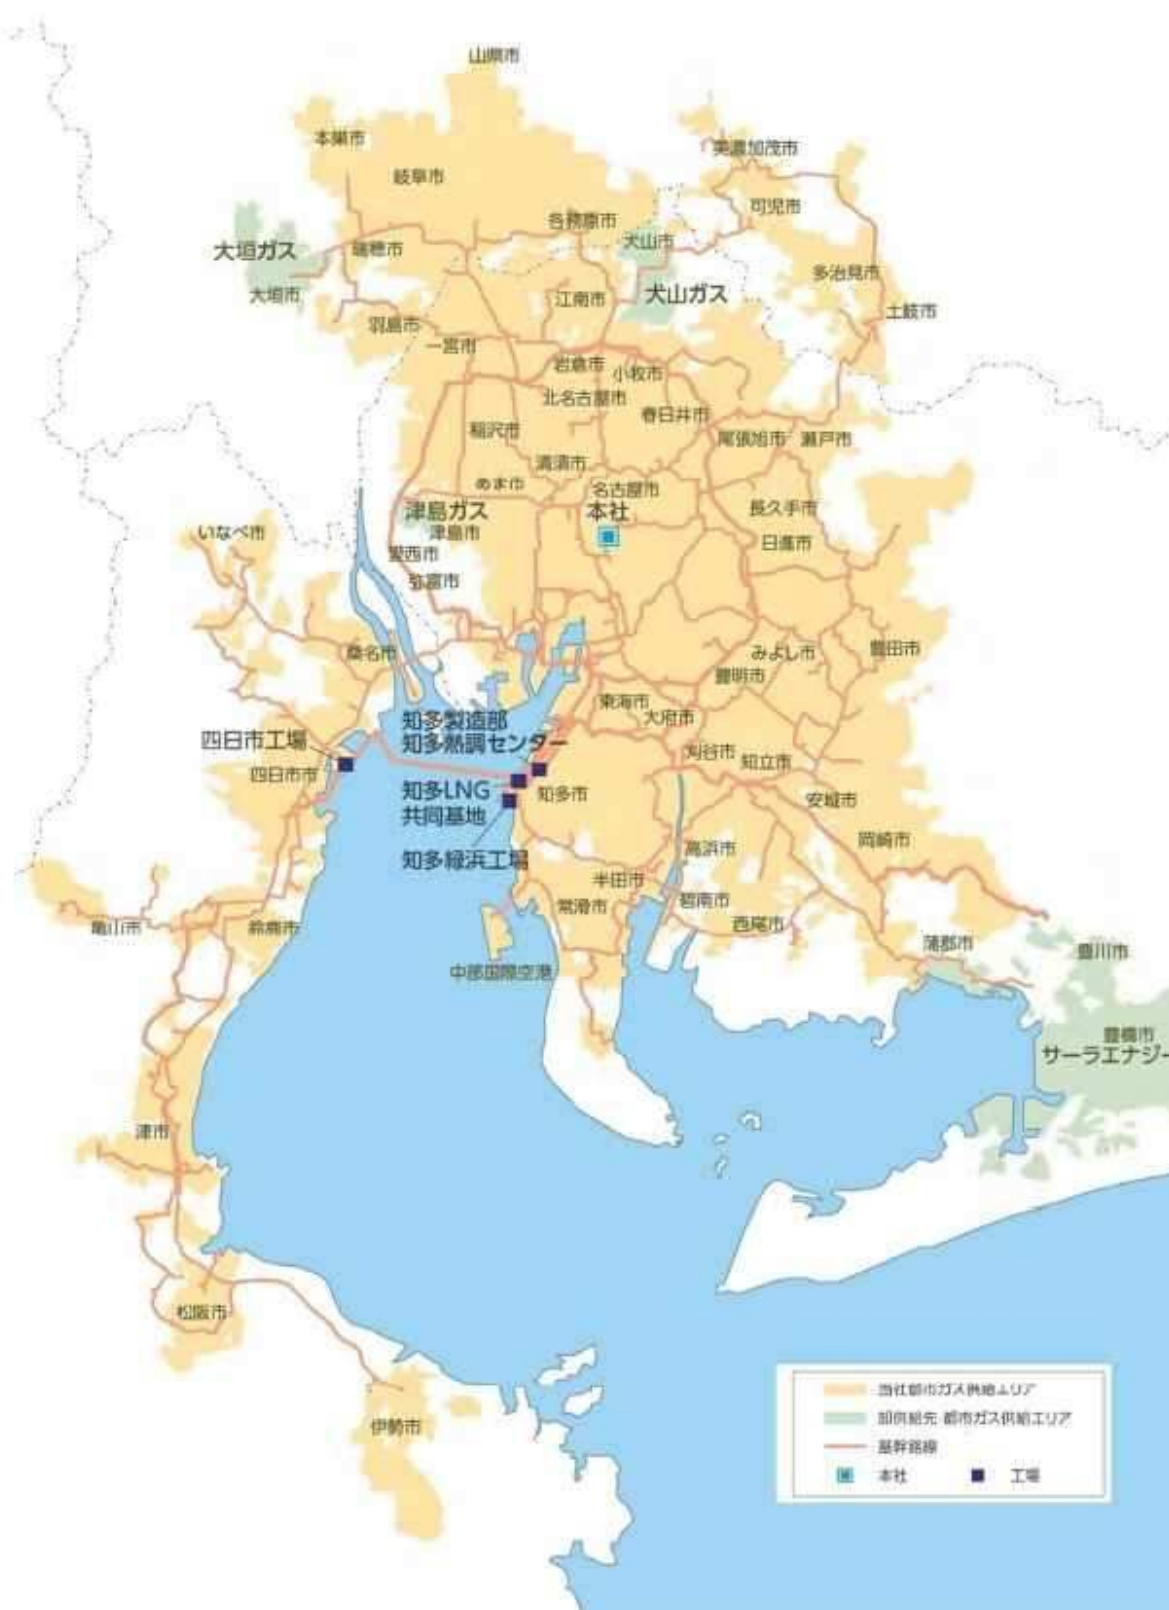 山県市
本巣市
美濃加茂市
岐阜市
可児市
各務原市
犬山市
大垣ガス
瑞穂市
多治見市
大垣市
江南市
犬山ガス
土岐市
羽島市
一宮市
岩倉市
小牧市
北名古屋市
春日井市
稲沢市
尾張旭市
瀬戸市
清須市
あま市
名古屋市
津島ガス
本社
長久手市
いなべ市
津島市
日進市
愛西市
弥富市
桑名市
みよし市
豊田市
豊明市
東海市
大府市
知多製造部
知多熱調センター
四日市工場
四日市市
刈谷市
知立市
知多LNG
共同基地
知多市
安城市
岡崎市
知多緑浜工場
高浜市
半田市
碧南市
常滑市
西尾市
亀山市
鈴鹿市
蒲郡市
豊川市
中部国際空港
豊橋市
サーラエナジー
津市
松阪市
伊勢市
当社都市ガス供給エリア
卸供給先 都市ガス供給エリア
基幹路線
本社
工場